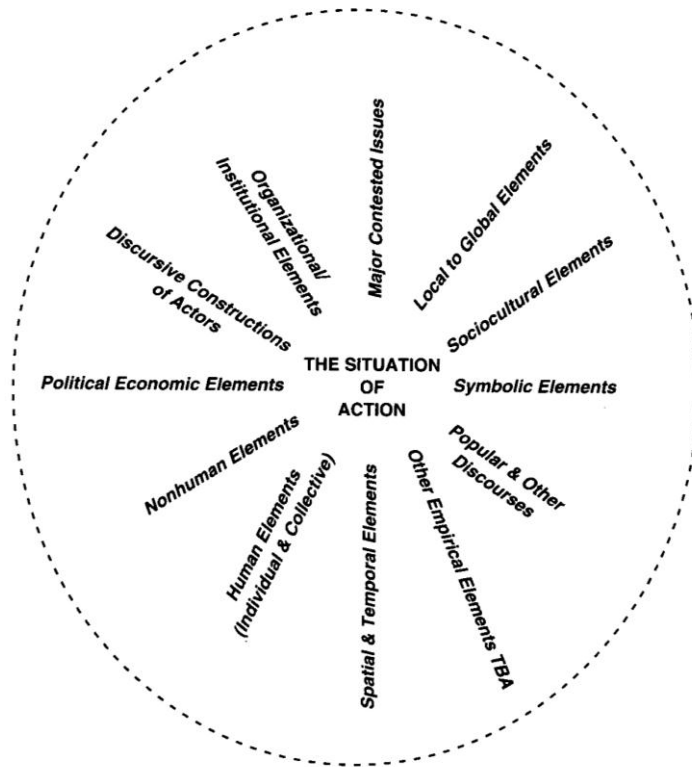 Major Contested Issues
Local to Global Elements
Sociocultural Elements
Symbolic Elements
Popular & Other
Discourses
Other Empirical Elements TBA
Spatial & Temporal Elements
Human Elements
(Individual & Collective)
Nonhuman Elements
Political Economic Elements
Discursive Constructions
of Actors
Organizational/
Institutional Elements
THE SITUATION
OF
ACTION